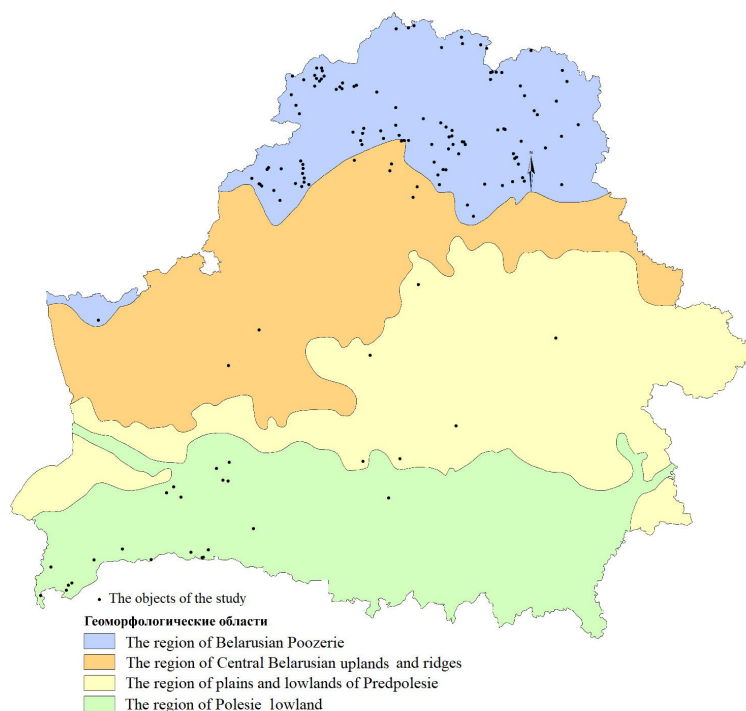 N
The objects of the study
Геоморфологические области
The region of Belarusian Poozerie
The region of Central Belarusian uplands and ridges
The region of plains and lowlands of Predpolesie
The region of Polesie lowland